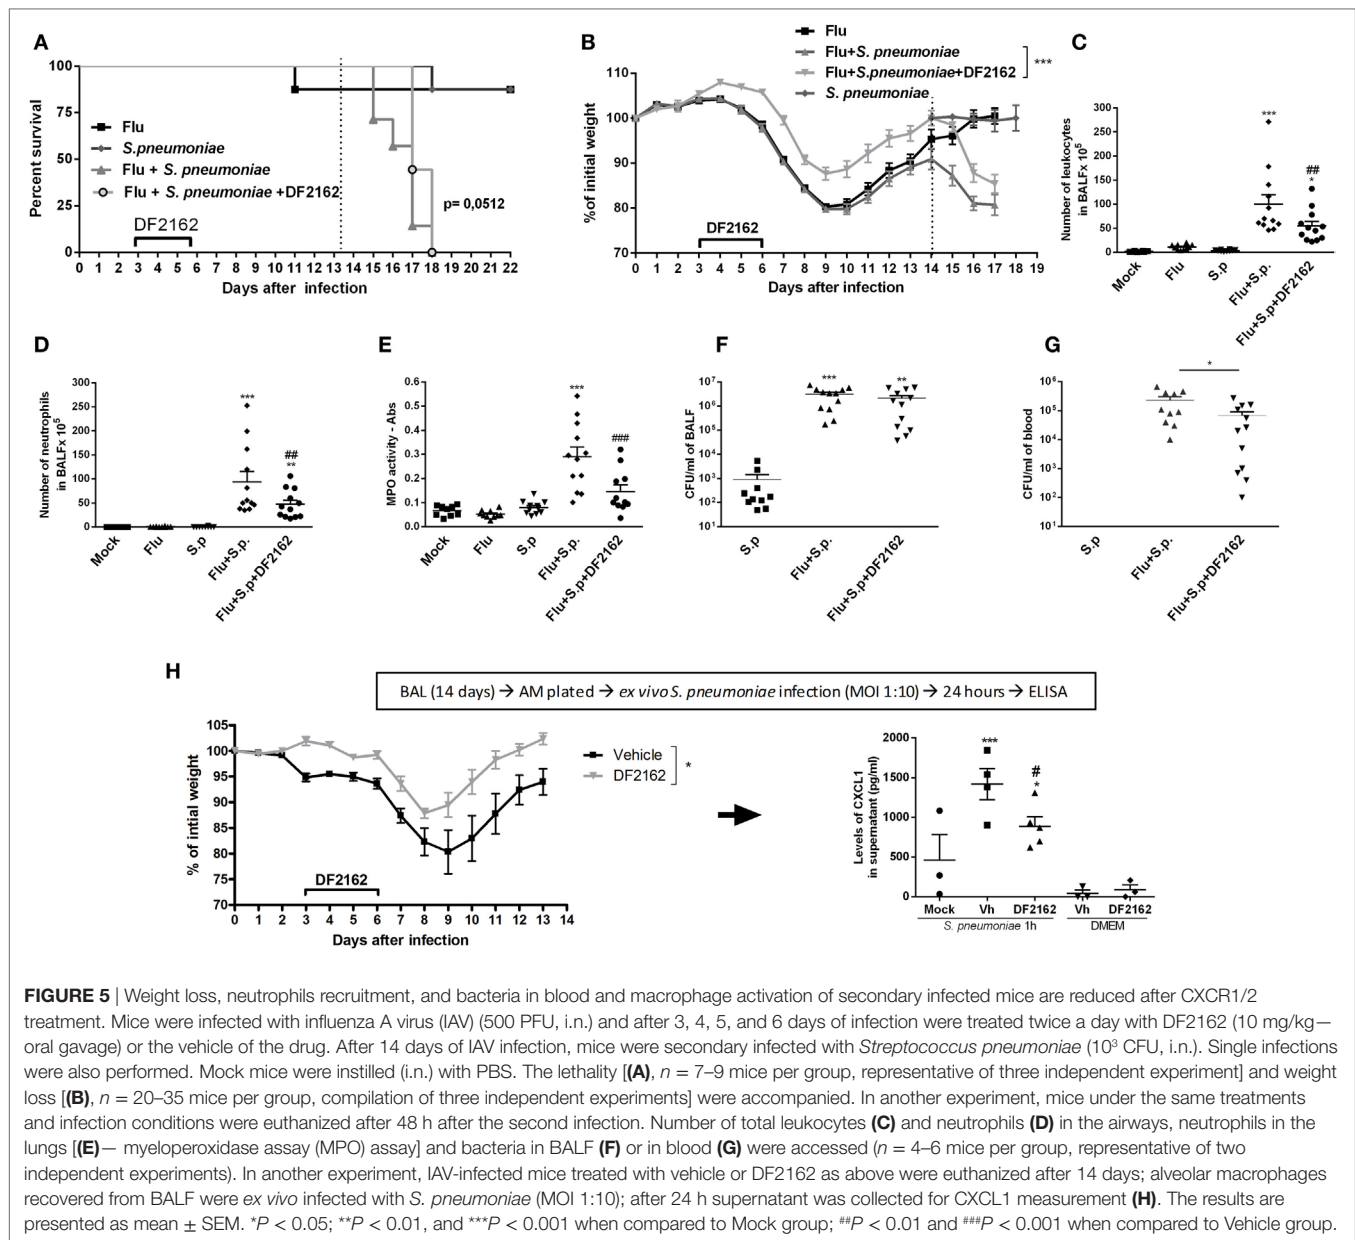 A
Percent survival
100
75
50
25
0
Flu
S.pneumoniae
Flu + S. pneumoniae
Flu + S. pneumoniae +DF2162
DF2162
p= 0,0512
0 1 2 3 4 5 6 7 8 9 10 11 12 13 14 15 16 17 18 19 20 21 22
Days after infection
B
Flu
Flu+S. pneumoniae
Flu+S.pneumoniae+DF2162
S. pneumoniae
***
%of initial weight
110
100
90
80
70
DF2162
0 1 2 3 4 5 6 7 8 9 10 11 12 13 14 15 16 17 18 19
Days after infection
C
Number of leukocytes
in BALFx 10⁵
300
250
200
150
100
50
0
***
##
*
Mock Flu S.p Flu+S.p. Flu+S.p+DF2162
D
Number of neutrophils
in BALFx 10⁵
300
250
200
150
100
50
0
***
##
**
Mock Flu S.p Flu+S.p. Flu+S.p+DF2162
E
MPO activity - Abs
0.6
0.5
0.4
0.3
0.2
0.1
0.0
***
###
Mock Flu S.p Flu+S.p. Flu+S.p+DF2162
F
CFU/ml of BALF
10⁷
10⁶
10⁵
10⁴
10³
10²
10¹
***
**
S.p Flu+S.p. Flu+S.p+DF2162
G
CFU/ml of blood
10⁶
10⁵
10⁴
10³
10²
10¹
*
S.p Flu+S.p. Flu+S.p+DF2162
H
BAL (14 days) → AM plated → ex vivo S. pneumoniae infection (MOI 1:10) → 24 hours → ELISA
% of intial weight
105
100
95
90
85
80
75
70
Vehicle
DF2162
*
DF2162
0 1 2 3 4 5 6 7 8 9 10 11 12 13 14
Days after infection
Levels of CXCL1
in supernatant (pg/ml)
2000
1500
1000
500
0
***
#
*
Mock Vh DF2162 Vh DF2162
S. pneumoniae 1h DMEM
FIGURE 5 | Weight loss, neutrophils recruitment, and bacteria in blood and macrophage activation of secondary infected mice are reduced after CXCR1/2
treatment. Mice were infected with influenza A virus (IAV) (500 PFU, i.n.) and after 3, 4, 5, and 6 days of infection were treated twice a day with DF2162 (10 mg/kg—
oral gavage) or the vehicle of the drug. After 14 days of IAV infection, mice were secondary infected with Streptococcus pneumoniae (10³ CFU, i.n.). Single infections
were also performed. Mock mice were instilled (i.n.) with PBS. The lethality [(A), n = 7–9 mice per group, representative of three independent experiment] and weight
loss [(B), n = 20–35 mice per group, compilation of three independent experiments] were accompanied. In another experiment, mice under the same treatments
and infection conditions were euthanized after 48 h after the second infection. Number of total leukocytes (C) and neutrophils (D) in the airways, neutrophils in the
lungs [(E)— myeloperoxidase assay (MPO) assay] and bacteria in BALF (F) or in blood (G) were accessed (n = 4–6 mice per group, representative of two
independent experiments). In another experiment, IAV-infected mice treated with vehicle or DF2162 as above were euthanized after 14 days; alveolar macrophages
recovered from BALF were ex vivo infected with S. pneumoniae (MOI 1:10); after 24 h supernatant was collected for CXCL1 measurement (H). The results are
presented as mean ± SEM. *P < 0.05; **P < 0.01, and ***P < 0.001 when compared to Mock group; ##P < 0.01 and ###P < 0.001 when compared to Vehicle group.